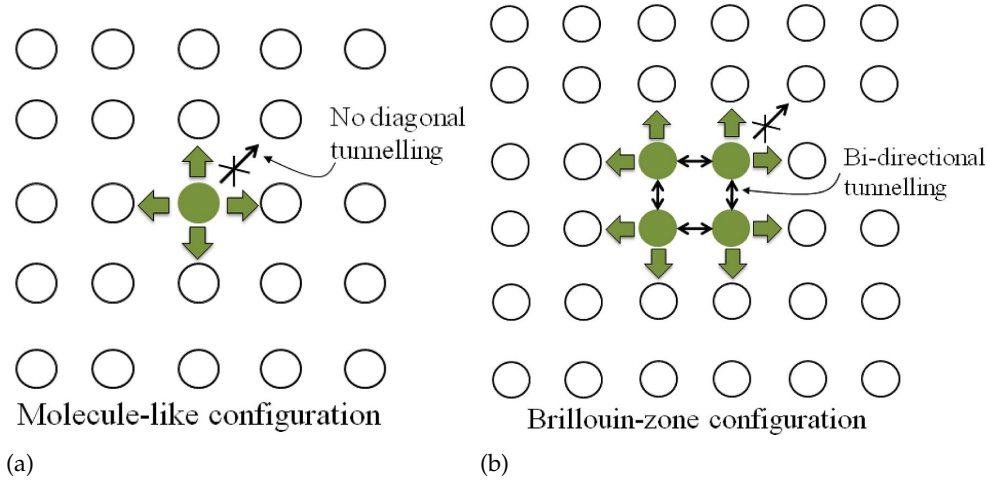 No diagonal
tunnelling
Molecule-like configuration
(a)
Bi-directional
tunnelling
Brillouin-zone configuration
(b)